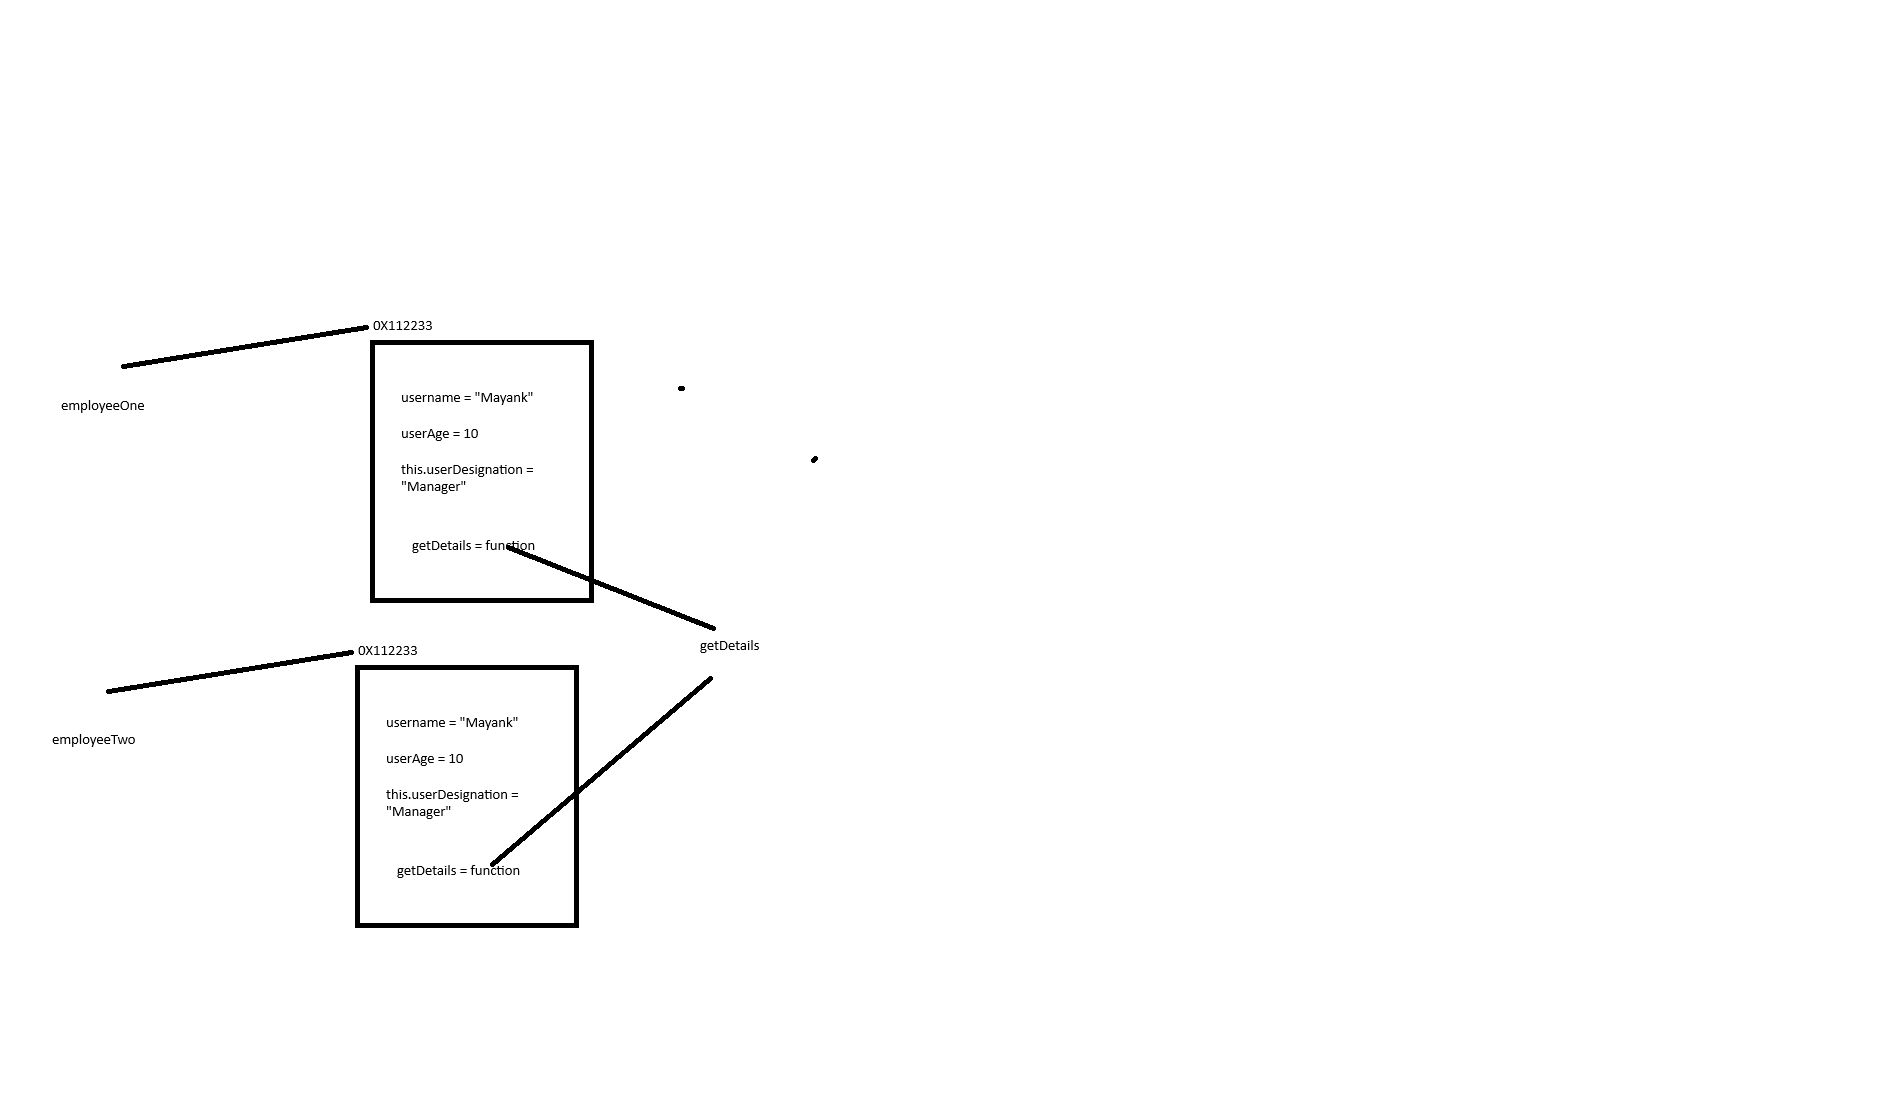 0X112233
employeeOne
username = "Mayank"
userAge = 10
this.userDesignation =
"Manager"
getDetails = function
getDetails
0X112233
employeeTwo
username = "Mayank"
userAge = 10
this.userDesignation =
"Manager"
getDetails = function